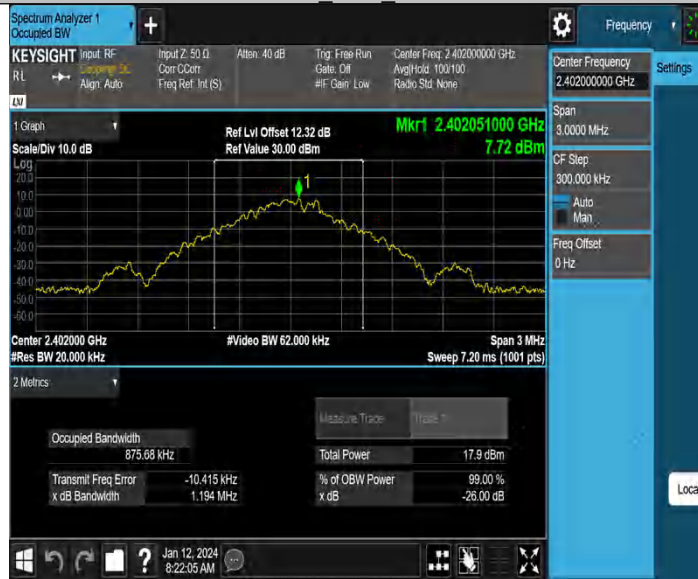 Spectrum Analyzer 1
Occupied BW
+
Frequency
KEYSIGHT Input: RF
RL
Coupling: DC
Align: Auto
Input Z: 50 Ω
Corr CCorr
Freq Ref: Int (S)
Atten: 40 dB
Trig: Free Run
Gate: Off
#IF Gain: Low
Center Freq: 2.402000000 GHz
Avg|Hold: 100/100
Radio Std: None
LXI
1 Graph
Scale/Div 10.0 dB
Ref Lvl Offset 12.32 dB
Ref Value 30.00 dBm
Mkr1 2.402051000 GHz
7.72 dBm
Log
20.0
10.0
0.00
-10.0
-20.0
-30.0
-40.0
-50.0
-60.0
1
Center 2.402000 GHz
#Res BW 20.000 kHz
#Video BW 62.000 kHz
Span 3 MHz
Sweep 7.20 ms (1001 pts)
2 Metrics
Measure Trace
Trace 1
Occupied Bandwidth
875.68 kHz
Total Power 17.9 dBm
Transmit Freq Error -10.415 kHz
% of OBW Power 99.00 %
x dB Bandwidth 1.194 MHz
x dB -26.00 dB
?
Jan 12, 2024
8:22:05 AM
Center Frequency
2.402000000 GHz
Settings
Span
3.0000 MHz
CF Step
300.000 kHz
Auto
Man
Freq Offset
0 Hz
Loca